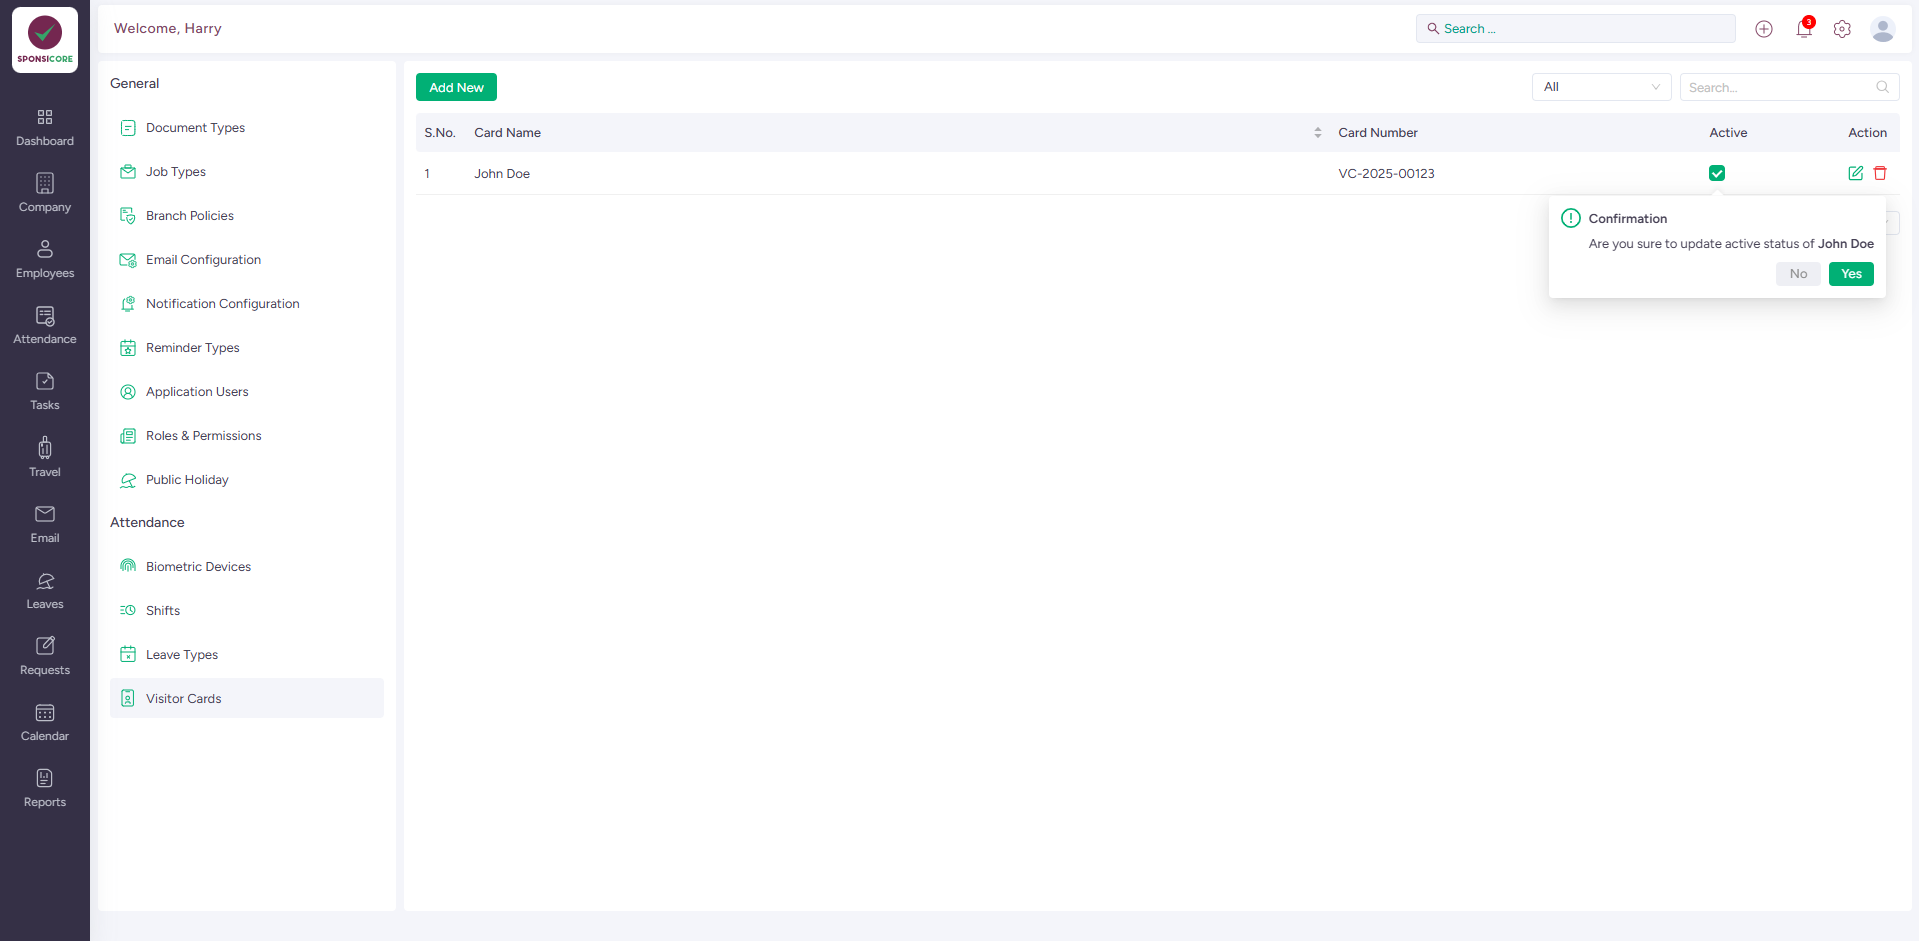 SPONSICORE
Dashboard
Company
Employees
Attendance
Tasks
Travel
Email
Leaves
Requests
Calendar
Reports
Welcome, Harry
Search ...
3
General
Document Types
Job Types
Branch Policies
Email Configuration
Notification Configuration
Reminder Types
Application Users
Roles & Permissions
Public Holiday
Attendance
Biometric Devices
Shifts
Leave Types
Visitor Cards
Add New
All
Search...
S.No. Card Name Card Number Active Action
1 John Doe VC-2025-00123
Confirmation
Are you sure to update active status of John Doe
No Yes